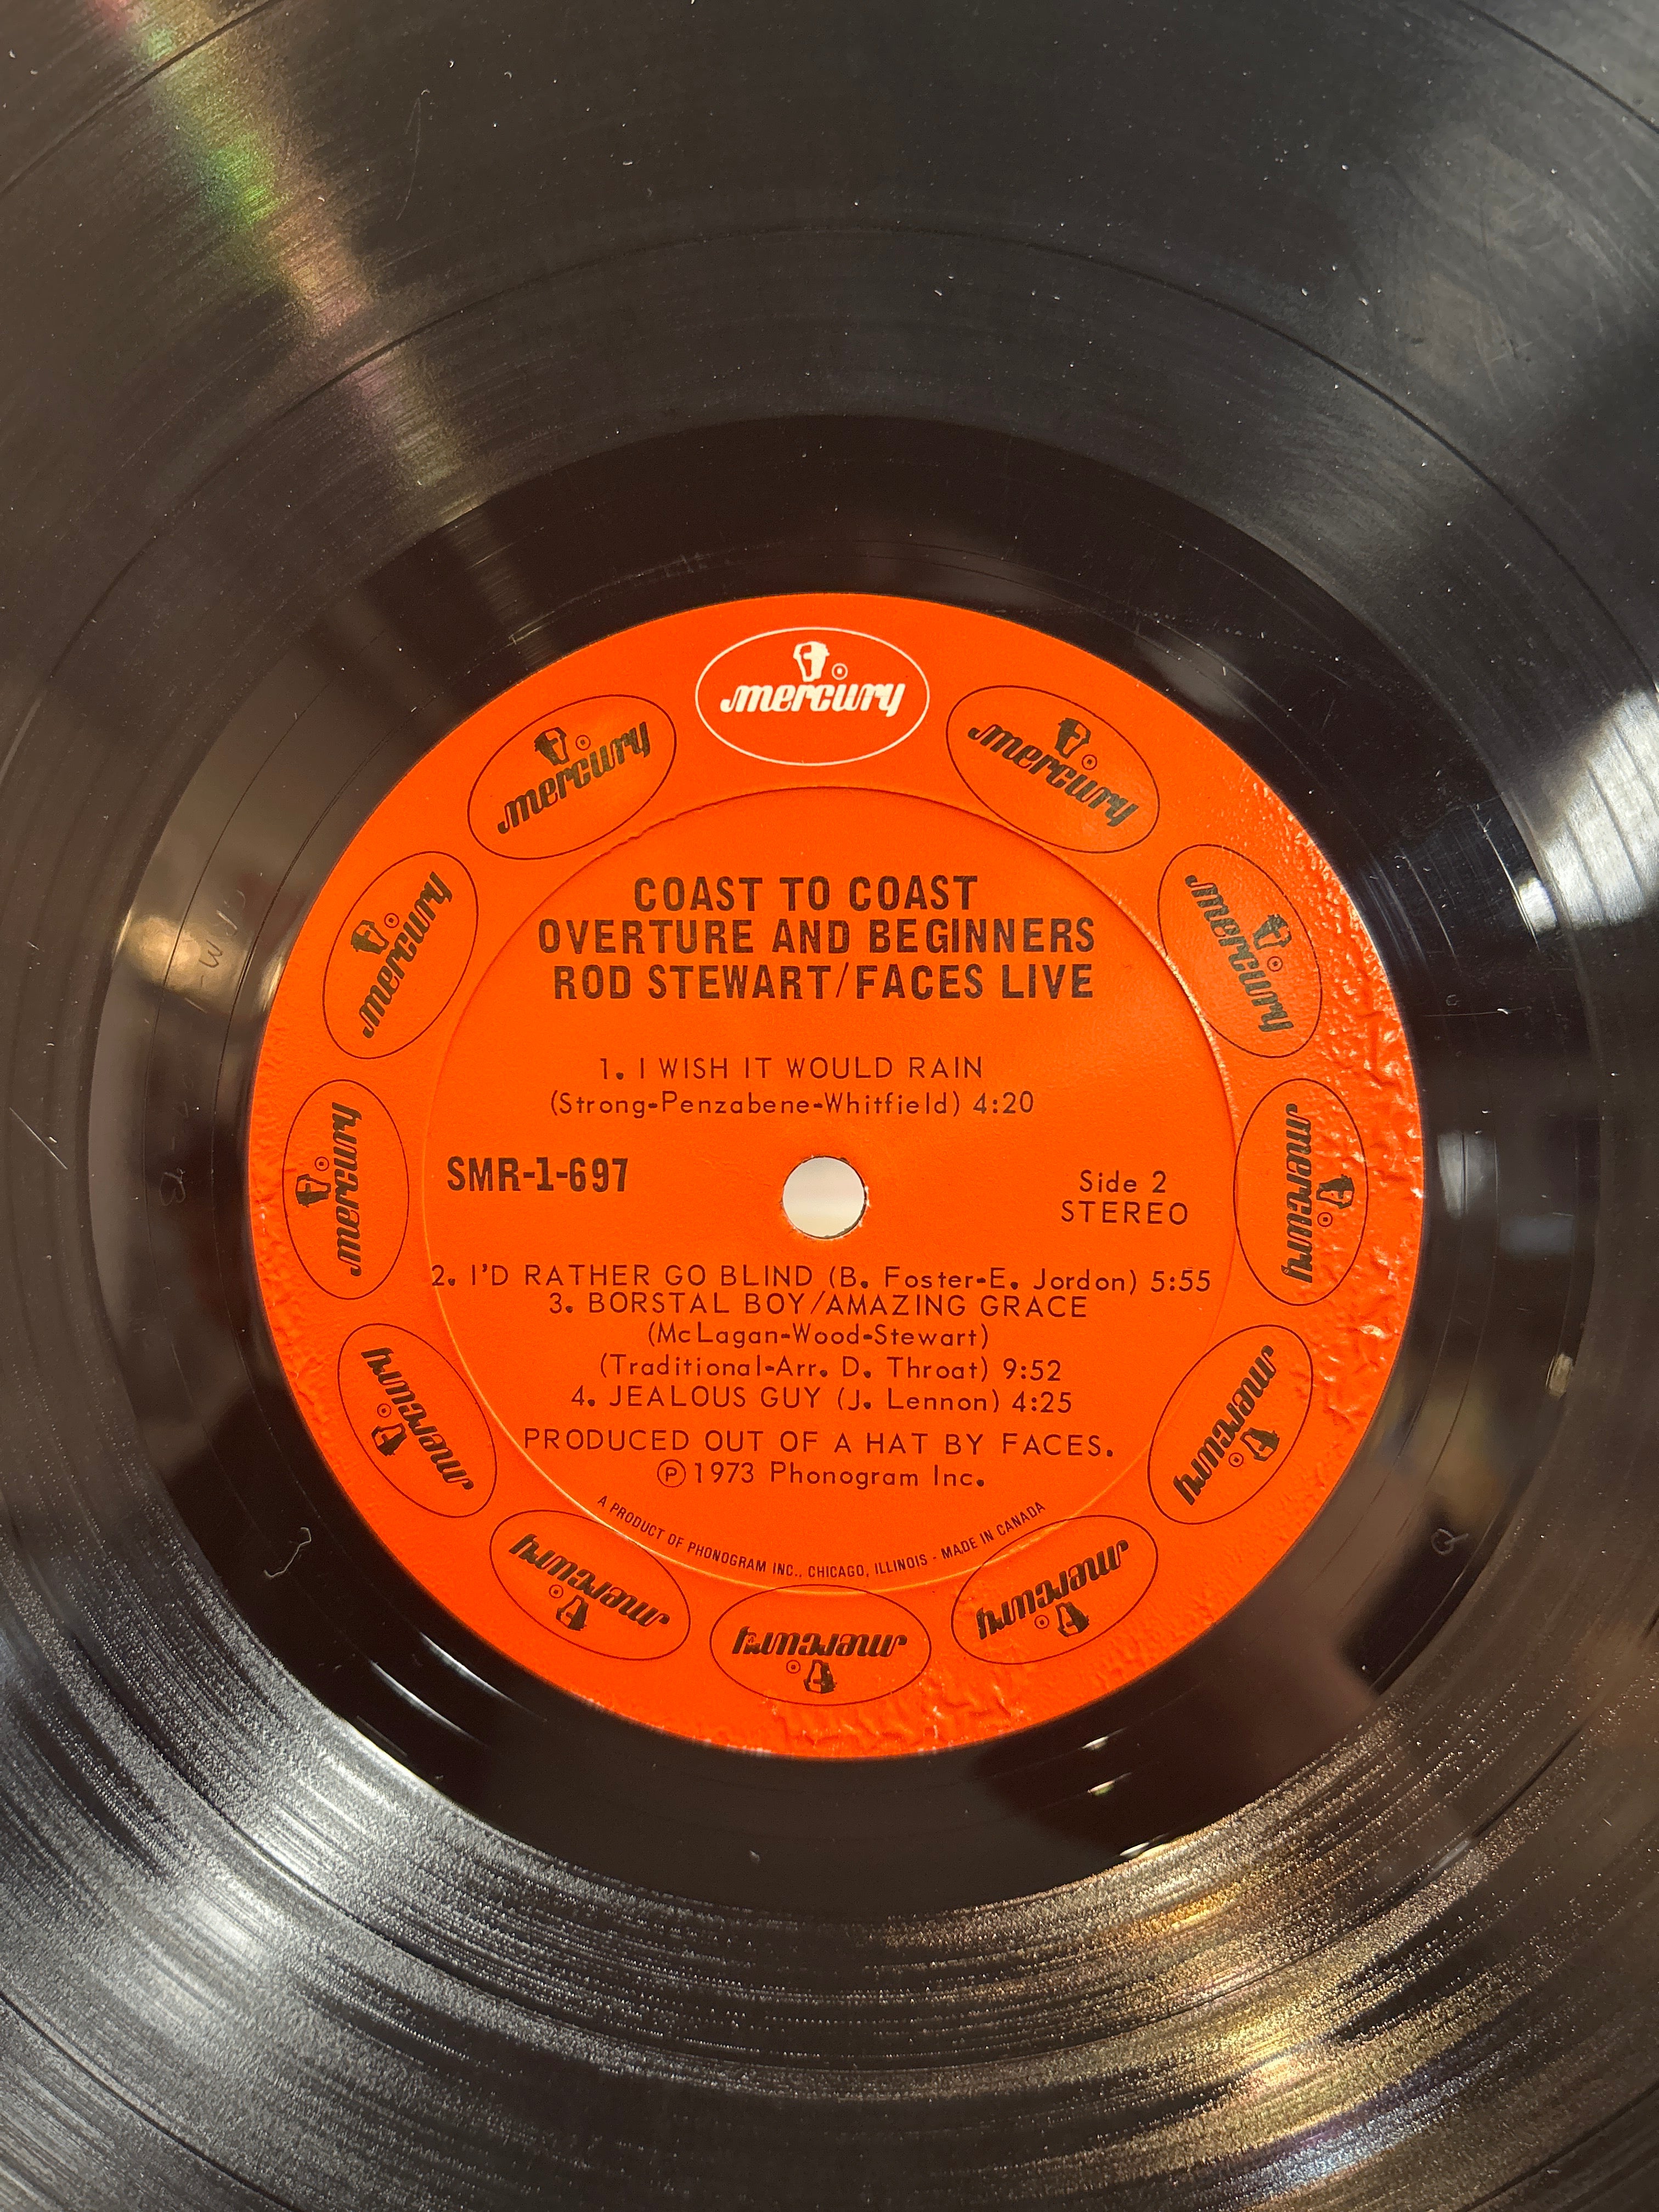 mercury ®
mercury ®
mercury ®
mercury ®
mercury ®
mercury ®
mercury ®
mercury ®
mercury ®
mercury ®
mercury ®
mercury ®
COAST TO COAST
OVERTURE AND BEGINNERS
ROD STEWART/FACES LIVE
1. I WISH IT WOULD RAIN
(Strong-Penzabene-Whitfield) 4:20
SMR-1-697
Side 2
STEREO
2. I'D RATHER GO BLIND (B. Foster-E. Jordon) 5:55
3. BORSTAL BOY/AMAZING GRACE
(McLagan-Wood-Stewart)
(Traditional-Arr. D. Throat) 9:52
4. JEALOUS GUY (J. Lennon) 4:25
PRODUCED OUT OF A HAT BY FACES.
Ⓟ1973 Phonogram Inc.
A PRODUCT OF PHONOGRAM INC., CHICAGO, ILLINOIS - MADE IN CANADA